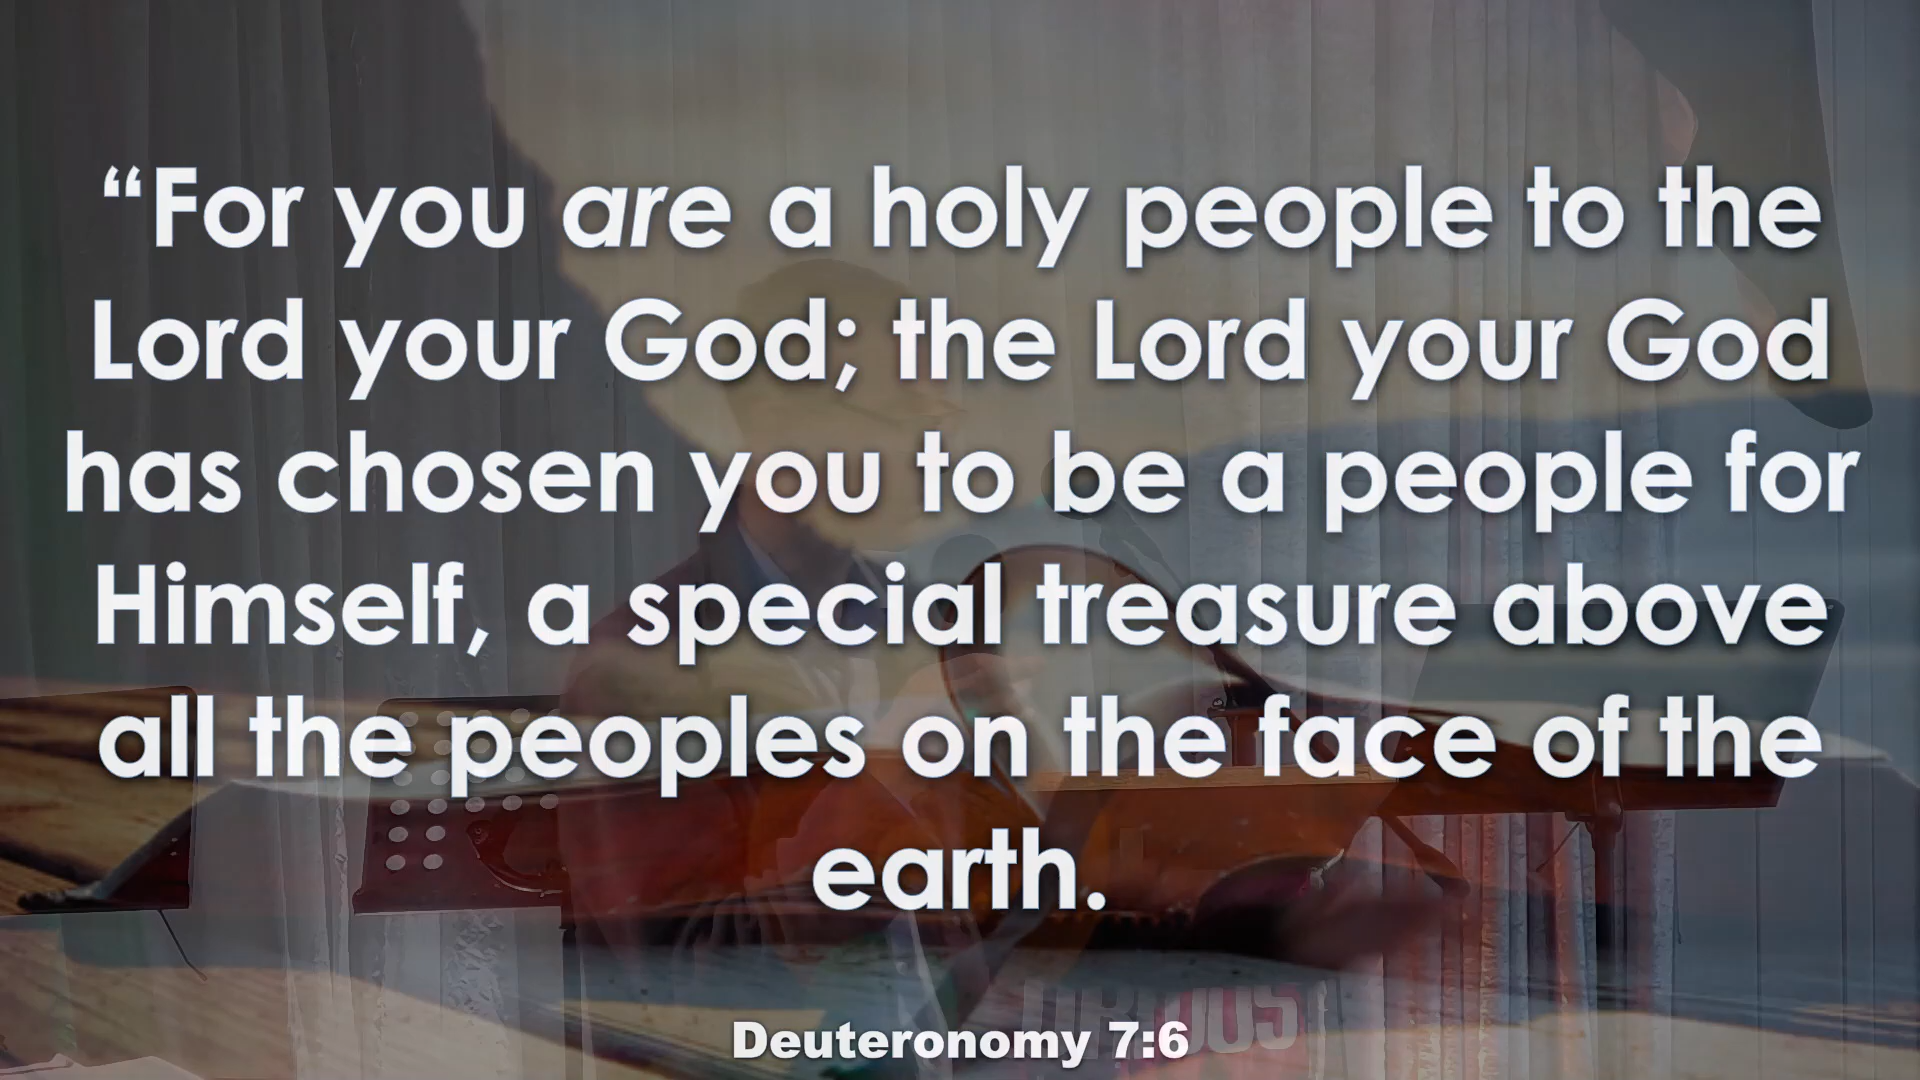 “For you are a holy people to the
Lord your God; the Lord your God
has chosen you to be a people for
Himself, a special treasure above
all the peoples on the face of the
earth.
Deuteronomy 7:6